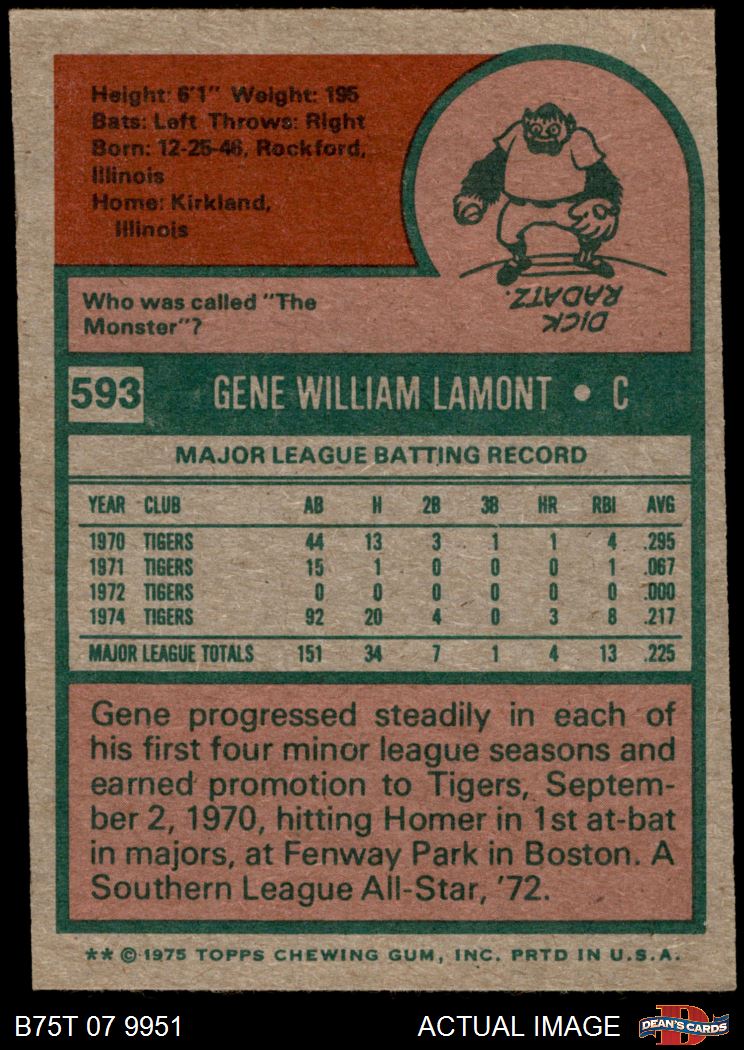 Height: 6'1" Weight: 195
Bats: Left Throws: Right
Born: 12-25-46, Rockford,
Illinois
Home: Kirkland,
Illinois
DICK
RADATZ.
Who was called "The
Monster"?
593 GENE WILLIAM LAMONT • C
MAJOR LEAGUE BATTING RECORD
YEAR CLUB AB H 2B 3B HR RBI AVG
1970 TIGERS 44 13 3 1 1 4 .295
1971 TIGERS 15 1 0 0 0 1 .067
1972 TIGERS 0 0 0 0 0 0 .000
1974 TIGERS 92 20 4 0 3 8 .217
MAJOR LEAGUE TOTALS 151 34 7 1 4 13 .225
Gene progressed steadily in each of
his first four minor league seasons and
earned promotion to Tigers, Septem-
ber 2, 1970, hitting Homer in 1st at-bat
in majors, at Fenway Park in Boston. A
Southern League All-Star, '72.
** © 1975 TOPPS CHEWING GUM, INC. PRTD IN U.S.A.
B75T 07 9951 ACTUAL IMAGE D DEAN'S CARDS